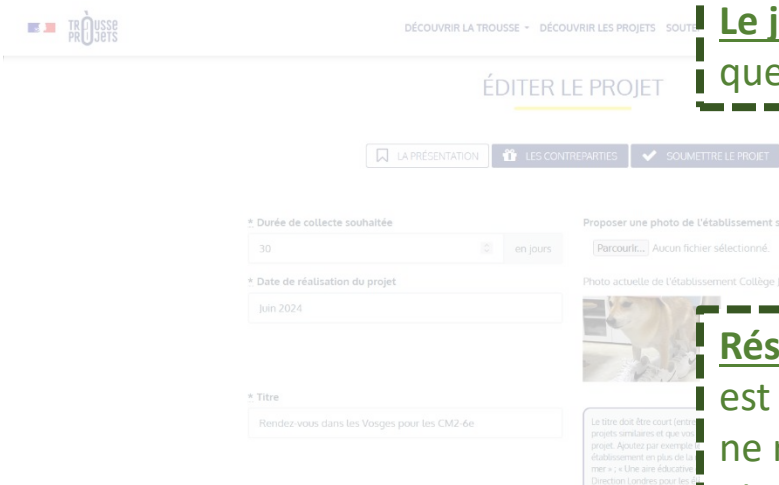 TROUSSE
PROJETS
DÉCOUVRIR LA TROUSSE
DÉCOUVRIR LES PROJETS
Le
que
ÉDITER LE PROJET
LA PRÉSENTATION
LES CONTREPARTIES
SOUMETTRE LE PROJET
* Durée de collecte souhaitée
30
en jours
Proposer une photo de l'établissement
Parcourir... Aucun fichier sélectionné.
* Date de réalisation du projet
Juin 2024
Photo actuelle de l'établissement Collège
Rés
est
ne
* Titre
Rendez-vous dans les Vosges pour les CM2-6e
Le titre doit être court (entre
projets similaires et que vos
projet. Ajoutez par exemple
établissement en plus de la
mer » ; « Une aire éducative
Direction Londres pour les